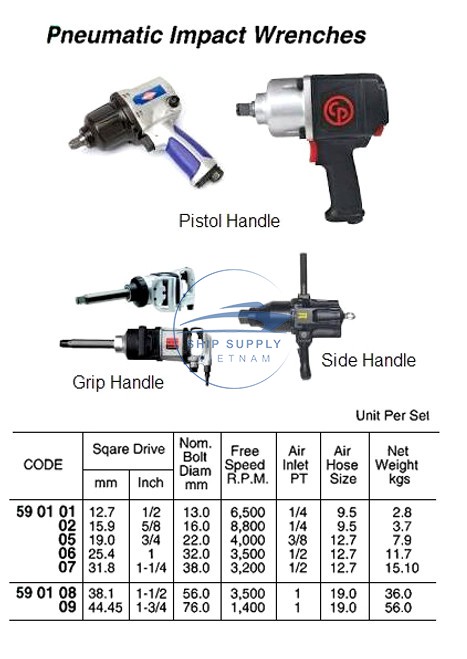 Pneumatic Impact Wrenches
CP
Pistol Handle
SHIP SUPPLY
VIETNAM
Side Handle
Grip Handle
Unit Per Set
CODE Sqare Drive Nom. Bolt Diam mm Free Speed R.P.M. Air Inlet PT Air Hose Size Net Weight kgs
mm Inch
59 01 01 12.7 1/2 13.0 6,500 1/4 9.5 2.8
02 15.9 5/8 16.0 8,800 1/4 9.5 3.7
05 19.0 3/4 22.0 4,000 3/8 12.7 7.9
06 25.4 1 32.0 3,500 1/2 12.7 11.7
07 31.8 1-1/4 38.0 3,200 1/2 12.7 15.10
59 01 08 38.1 1-1/2 56.0 3,500 1 19.0 36.0
09 44.45 1-3/4 76.0 1,400 1 19.0 56.0